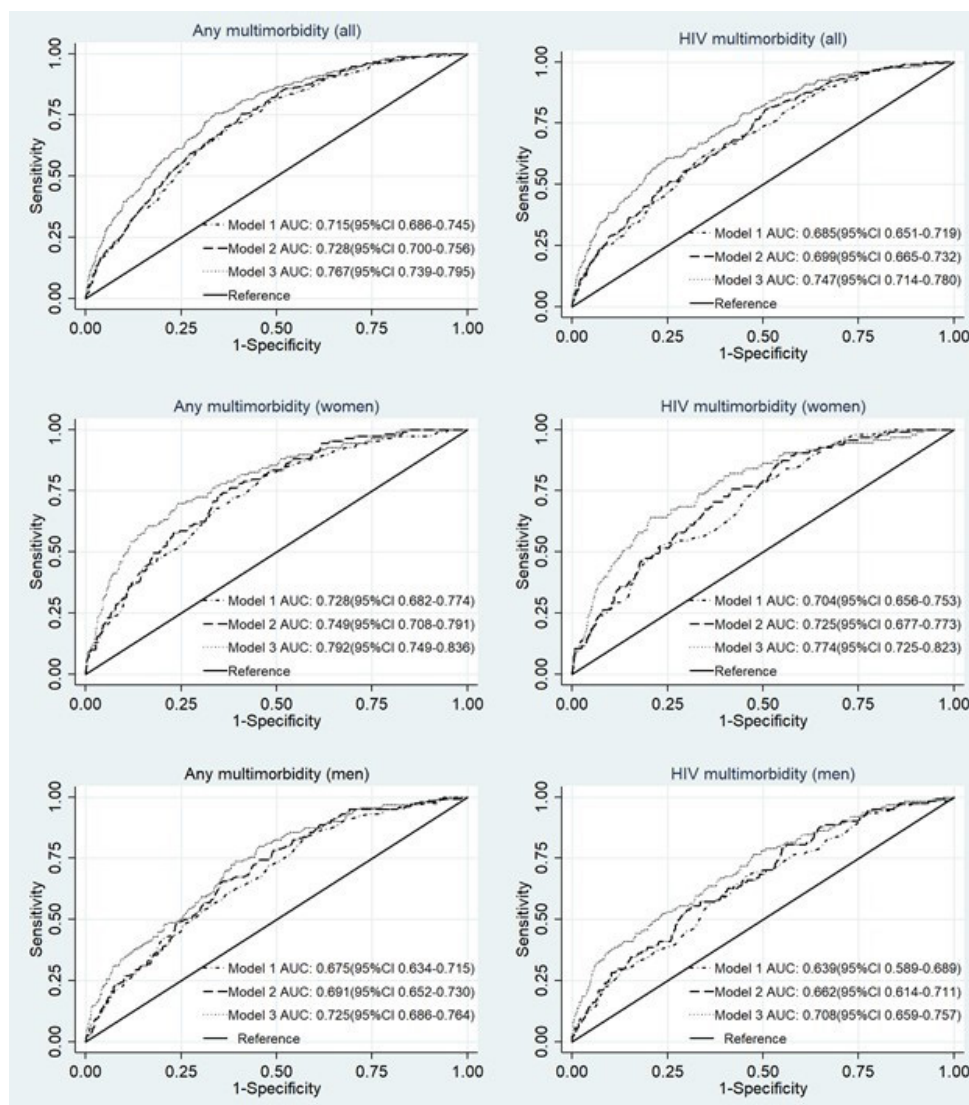 Any multimorbidity (all)
Sensitivity
1.00
0.75
0.50
0.25
0.00
Model 1 AUC: 0.715(95%CI 0.686-0.745)
Model 2 AUC: 0.728(95%CI 0.700-0.756)
Model 3 AUC: 0.767(95%CI 0.739-0.795)
Reference
0.00 0.25 0.50 0.75 1.00
1-Specificity
HIV multimorbidity (all)
Sensitivity
1.00
0.75
0.50
0.25
0.00
Model 1 AUC: 0.685(95%CI 0.651-0.719)
Model 2 AUC: 0.699(95%CI 0.665-0.732)
Model 3 AUC: 0.747(95%CI 0.714-0.780)
Reference
0.00 0.25 0.50 0.75 1.00
1-Specificity
Any multimorbidity (women)
Sensitivity
1.00
0.75
0.50
0.25
0.00
Model 1 AUC: 0.728(95%CI 0.682-0.774)
Model 2 AUC: 0.749(95%CI 0.708-0.791)
Model 3 AUC: 0.792(95%CI 0.749-0.836)
Reference
0.00 0.25 0.50 0.75 1.00
1-Specificity
HIV multimorbidity (women)
Sensitivity
1.00
0.75
0.50
0.25
0.00
Model 1 AUC: 0.704(95%CI 0.656-0.753)
Model 2 AUC: 0.725(95%CI 0.677-0.773)
Model 3 AUC: 0.774(95%CI 0.725-0.823)
Reference
0.00 0.25 0.50 0.75 1.00
1-Specificity
Any multimorbidity (men)
Sensitivity
1.00
0.75
0.50
0.25
0.00
Model 1 AUC: 0.675(95%CI 0.634-0.715)
Model 2 AUC: 0.691(95%CI 0.652-0.730)
Model 3 AUC: 0.725(95%CI 0.686-0.764)
Reference
0.00 0.25 0.50 0.75 1.00
1-Specificity
HIV multimorbidity (men)
Sensitivity
1.00
0.75
0.50
0.25
0.00
Model 1 AUC: 0.639(95%CI 0.589-0.689)
Model 2 AUC: 0.662(95%CI 0.614-0.711)
Model 3 AUC: 0.708(95%CI 0.659-0.757)
Reference
0.00 0.25 0.50 0.75 1.00
1-Specificity